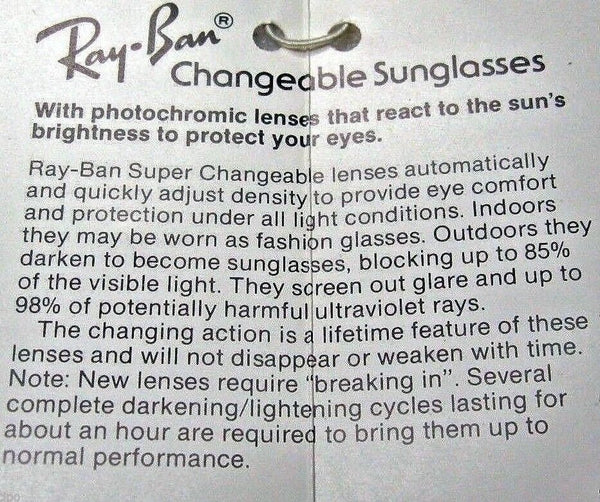 Ray-Ban®
Changeable Sunglasses
With photochromic lenses that react to the sun's
brightness to protect your eyes.
Ray-Ban Super Changeable lenses automatically
and quickly adjust density to provide eye comfort
and protection under all light conditions. Indoors
they may be worn as fashion glasses. Outdoors they
darken to become sunglasses, blocking up to 85%
of the visible light. They screen out glare and up to
98% of potentially harmful ultraviolet rays.
The changing action is a lifetime feature of these
lenses and will not disappear or weaken with time.
Note: New lenses require "breaking in". Several
complete darkening/lightening cycles lasting for
about an hour are required to bring them up to
normal performance.